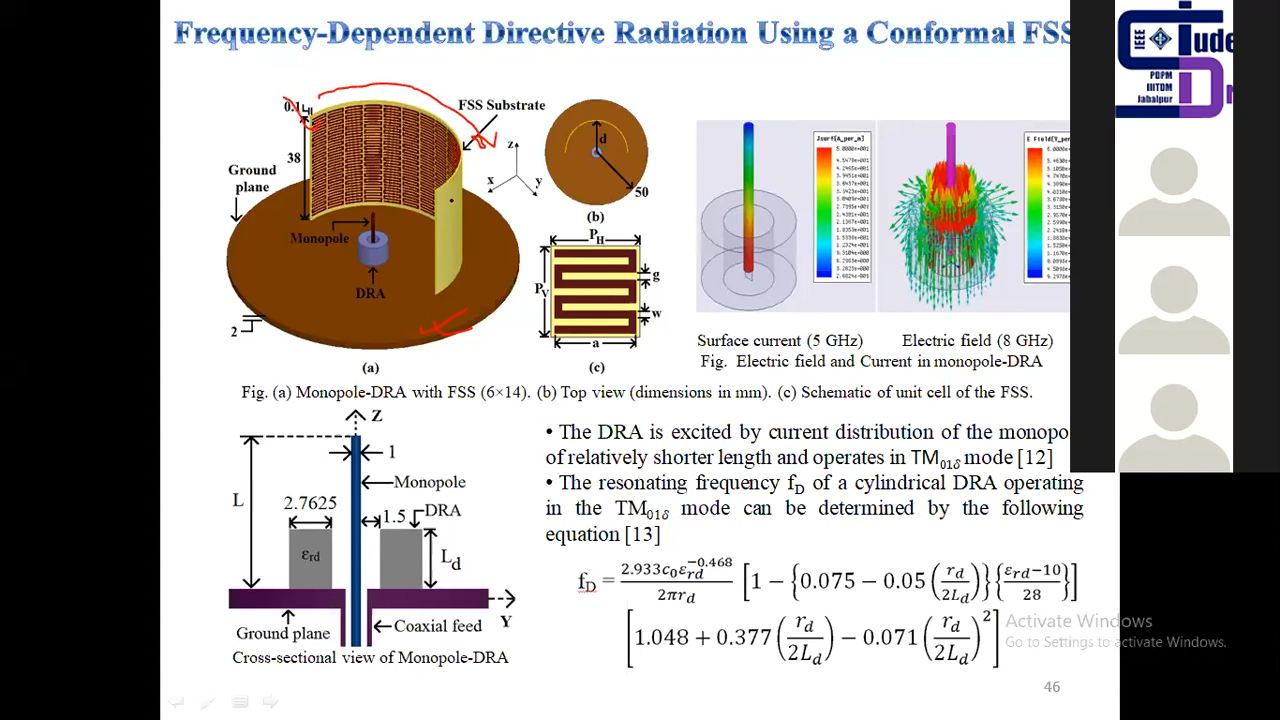 Frequency-Dependent Directive Radiation Using a Conformal FSS
IEEE
Stude
PDPM
IIITDM
Jabalpur
0.1
FSS Substrate
38
Ground
plane
Monopole
DRA
2
z
x
y
(a)
d
50
(b)
P_H
P_V
g
w
a
(c)
Jsurf[A_per_m]
E Field[V_per_m
Surface current (5 GHz)
Electric field (8 GHz)
Fig. Electric field and Current in monopole-DRA
Fig. (a) Monopole-DRA with FSS (6×14). (b) Top view (dimensions in mm). (c) Schematic of unit cell of the FSS.
Z
1
L
Monopole
2.7625
1.5
DRA
ε_rd
L_d
Y
Ground plane
Coaxial feed
Cross-sectional view of Monopole-DRA
• The DRA is excited by current distribution of the monopo
of relatively shorter length and operates in TM₀₁δ mode [12]
• The resonating frequency f_D of a cylindrical DRA operating
in the TM₀₁δ mode can be determined by the following
equation [13]
f_D = 2.933c₀ε_rd^−0.468 / 2πr_d [1 − {0.075 − 0.05 (r_d / 2L_d)} {ε_rd−10 / 28}]
[1.048 + 0.377 (r_d / 2L_d) − 0.071 (r_d / 2L_d)²]
Activate Windows
Go to Settings to activate Windows.
46